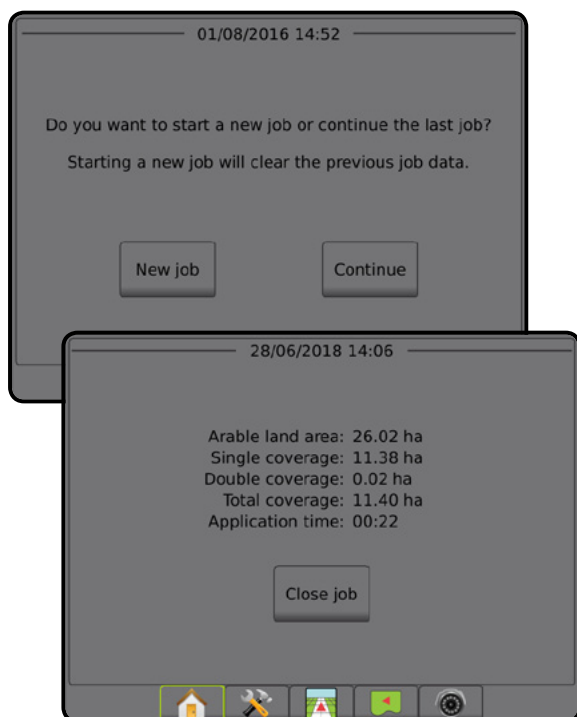 01/08/2016 14:52
Do you want to start a new job or continue the last job?
Starting a new job will clear the previous job data.
New job
Continue
28/06/2018 14:06
Arable land area: 26.02 ha
Single coverage: 11.38 ha
Double coverage: 0.02 ha
Total coverage: 11.40 ha
Application time: 00:22
Close job